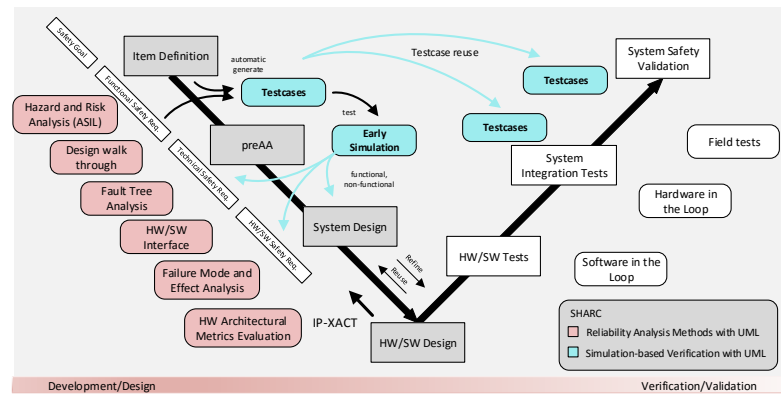 Safety Goal
Item Definition
automatic
generate
Testcase reuse
System Safety
Validation
Functional Safety Req.
Testcases
Testcases
Hazard and Risk
Analysis (ASIL)
test
Testcases
Design walk
through
preAA
Early
Simulation
Field tests
Technical Safety Req.
System
Integration Tests
Fault Tree
Analysis
functional,
non-functional
Hardware in
the Loop
HW/SW
Interface
HW/SW Safety Req.
System Design
HW/SW Tests
Refine
Reuse
Software in the
Loop
Failure Mode and
Effect Analysis
HW Architectural
Metrics Evaluation
IP-XACT
HW/SW Design
SHARC
Reliability Analysis Methods with UML
Simulation-based Verification with UML
Development/Design
Verification/Validation